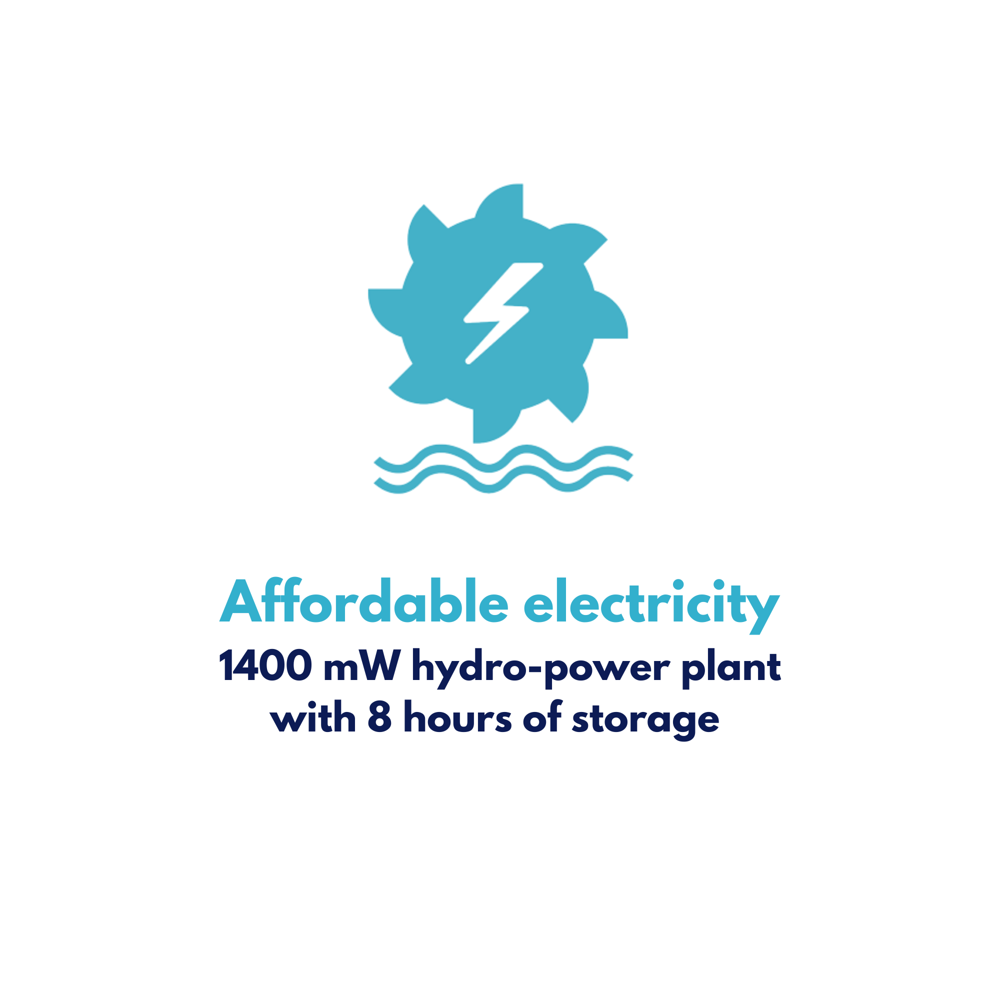 Affordable electricity
1400 mW hydro-power plant
with 8 hours of storage